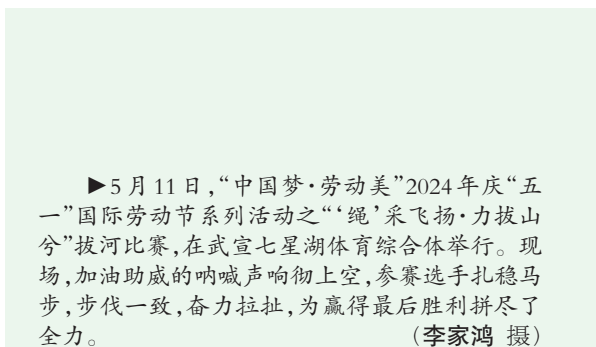 ▶5月11日，“中国梦·劳动美”2024年庆“五
一”国际劳动节系列活动之“‘绳’采飞扬·力拔山
兮”拔河比赛，在武宣七星湖体育综合体举行。现
场，加油助威的呐喊声响彻上空，参赛选手扎稳马
步，步伐一致，奋力拉扯，为赢得最后胜利拼尽了
全力。 （李家鸿 摄）